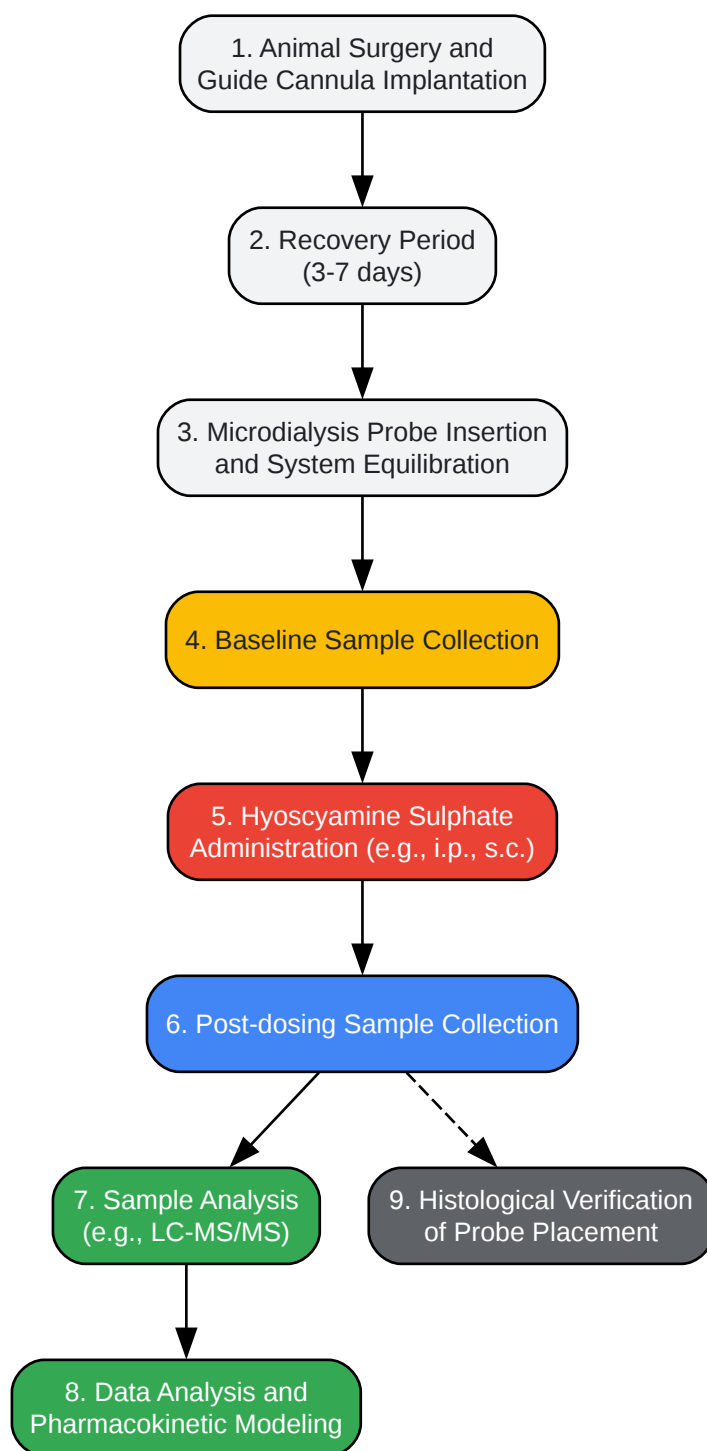 1. Animal Surgery and
Guide Cannula Implantation
2. Recovery Period
(3-7 days)
3. Microdialysis Probe Insertion
and System Equilibration
4. Baseline Sample Collection
5. Hyoscyamine Sulphate
Administration (e.g., i.p., s.c.)
6. Post-dosing Sample Collection
7. Sample Analysis
(e.g., LC-MS/MS)
9. Histological Verification
of Probe Placement
8. Data Analysis and
Pharmacokinetic Modeling